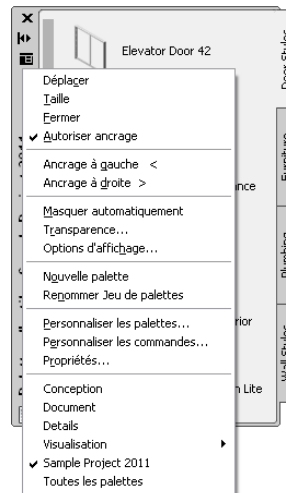 Elevator Door 42
Déplacer
Taille
Fermer
Autoriser ancrage
Ancrage à gauche <
Ancrage à droite >
Masquer automatiquement
Transparence...
Options d'affichage...
Nouvelle palette
Renommer Jeu de palettes
Personnaliser les palettes...
Personnaliser les commandes...
Propriétés...
Conception
Document
Details
Visualisation
Sample Project 2011
Toutes les palettes
Door Styles
Furniture
Plumbing
Wall Styles
Lite